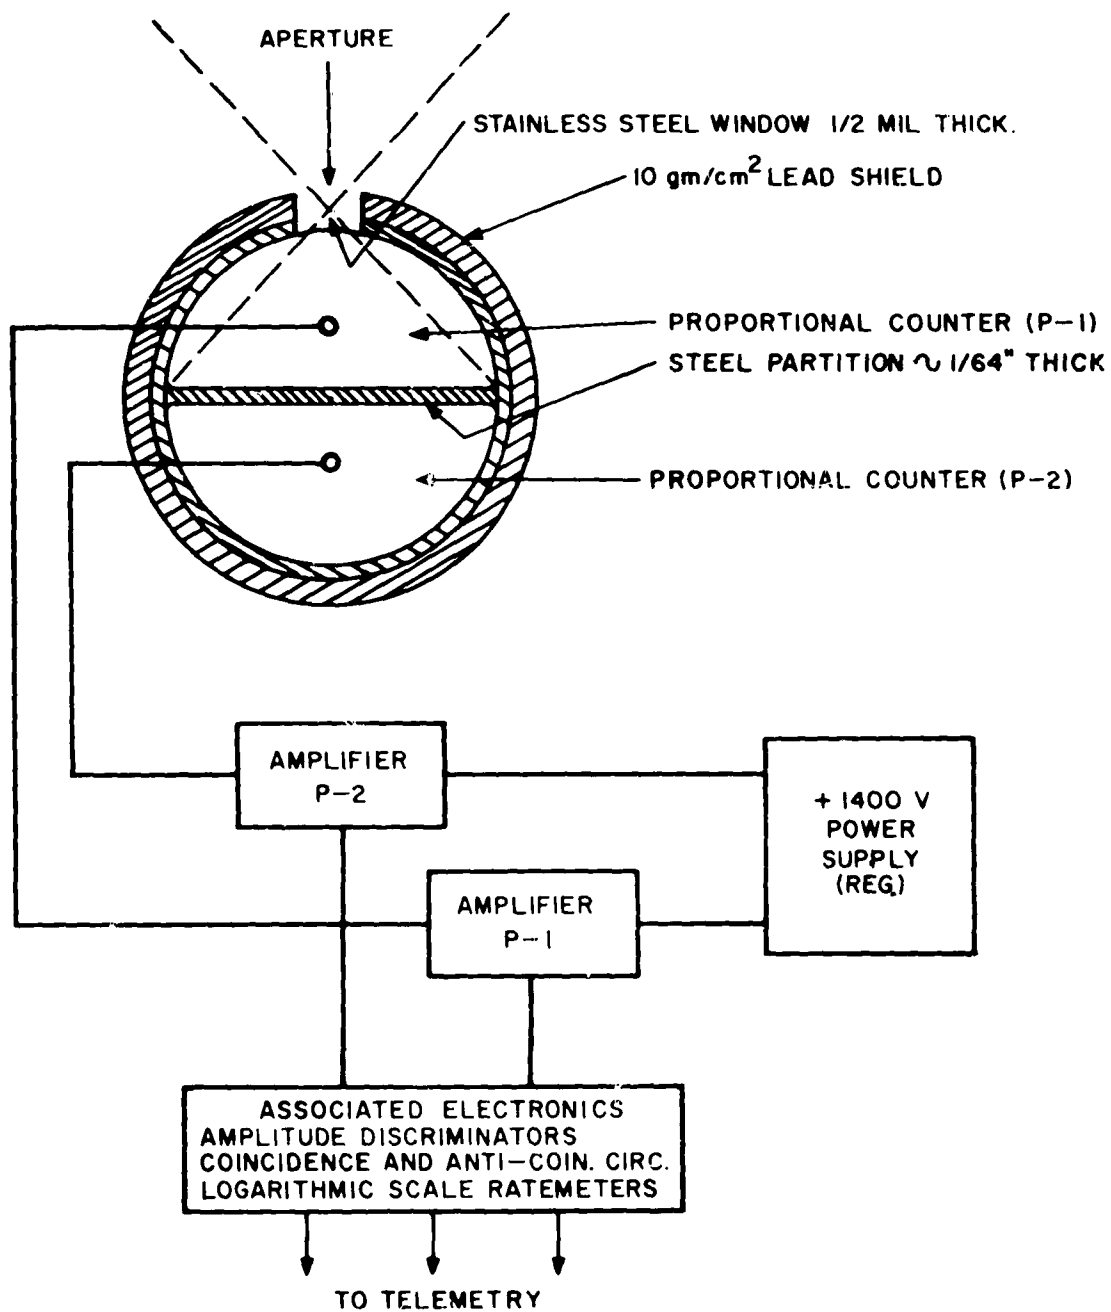 APERTURE
STAINLESS STEEL WINDOW 1/2 MIL THICK.
10 gm/cm² LEAD SHIELD
PROPORTIONAL COUNTER (P-1)
STEEL PARTITION ~ 1/64" THICK
PROPORTIONAL COUNTER (P-2)
AMPLIFIER
P-2
+ 1400 V
POWER
SUPPLY
(REG.)
AMPLIFIER
P-1
ASSOCIATED ELECTRONICS
AMPLITUDE DISCRIMINATORS
COINCIDENCE AND ANTI-COIN. CIRC.
LOGARITHMIC SCALE RATEMETERS
TO TELEMETRY